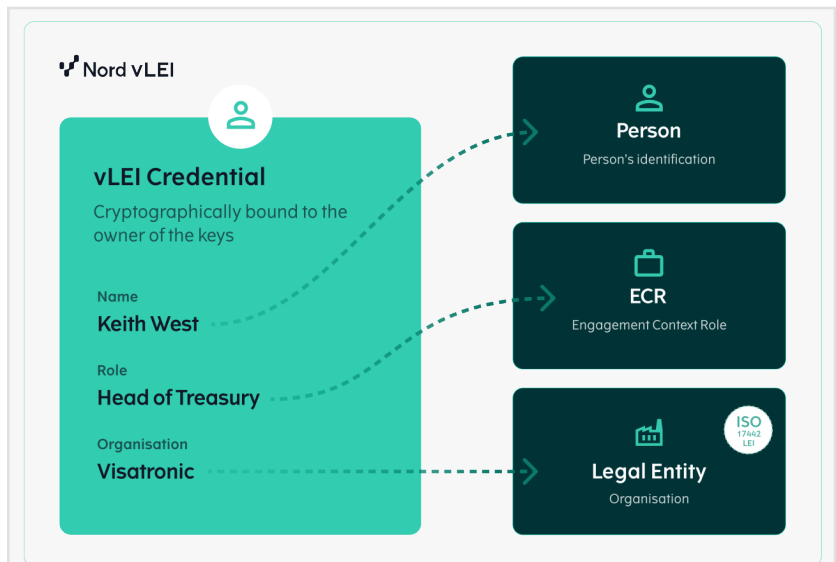 Nord vLEI
vLEI Credential
Cryptographically bound to the
owner of the keys
Name
Keith West
Role
Head of Treasury
Organisation
Visatronic
Person
Person's identification
ECR
Engagement Context Role
ISO
17442
LEI
Legal Entity
Organisation